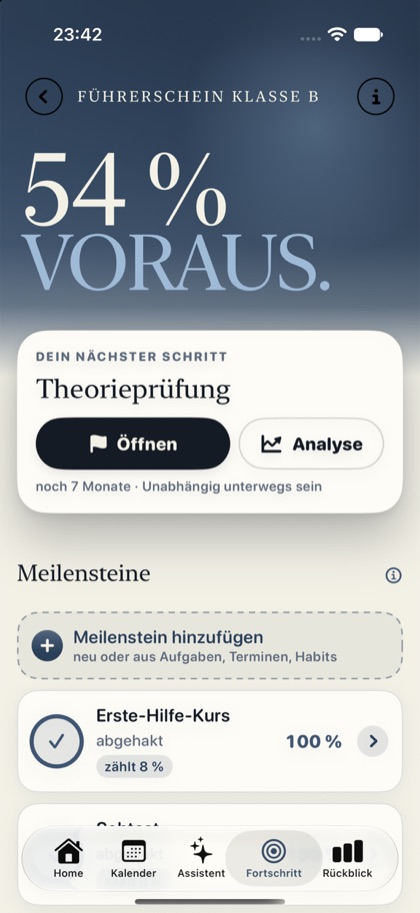 23:42
FÜHRERSCHEIN KLASSE B
54 %
VORAUS.
DEIN NÄCHSTER SCHRITT
Theorieprüfung
Öffnen
Analyse
noch 7 Monate · Unabhängig unterwegs sein
Meilensteine
Meilenstein hinzufügen
neu oder aus Aufgaben, Terminen, Habits
Erste-Hilfe-Kurs
abgehakt
100 %
zählt 8 %
Home
Kalender
Assistent
Fortschritt
Rückblick